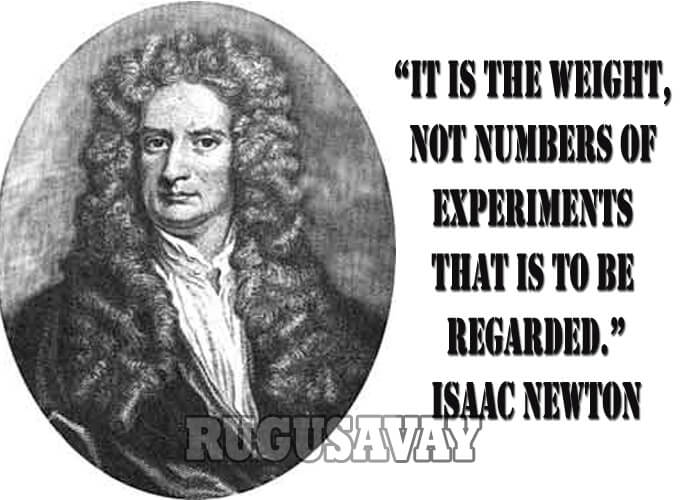 “IT IS THE WEIGHT,
NOT NUMBERS OF
EXPERIMENTS
THAT IS TO BE
REGARDED.”
ISAAC NEWTON
RUGUSAVAY